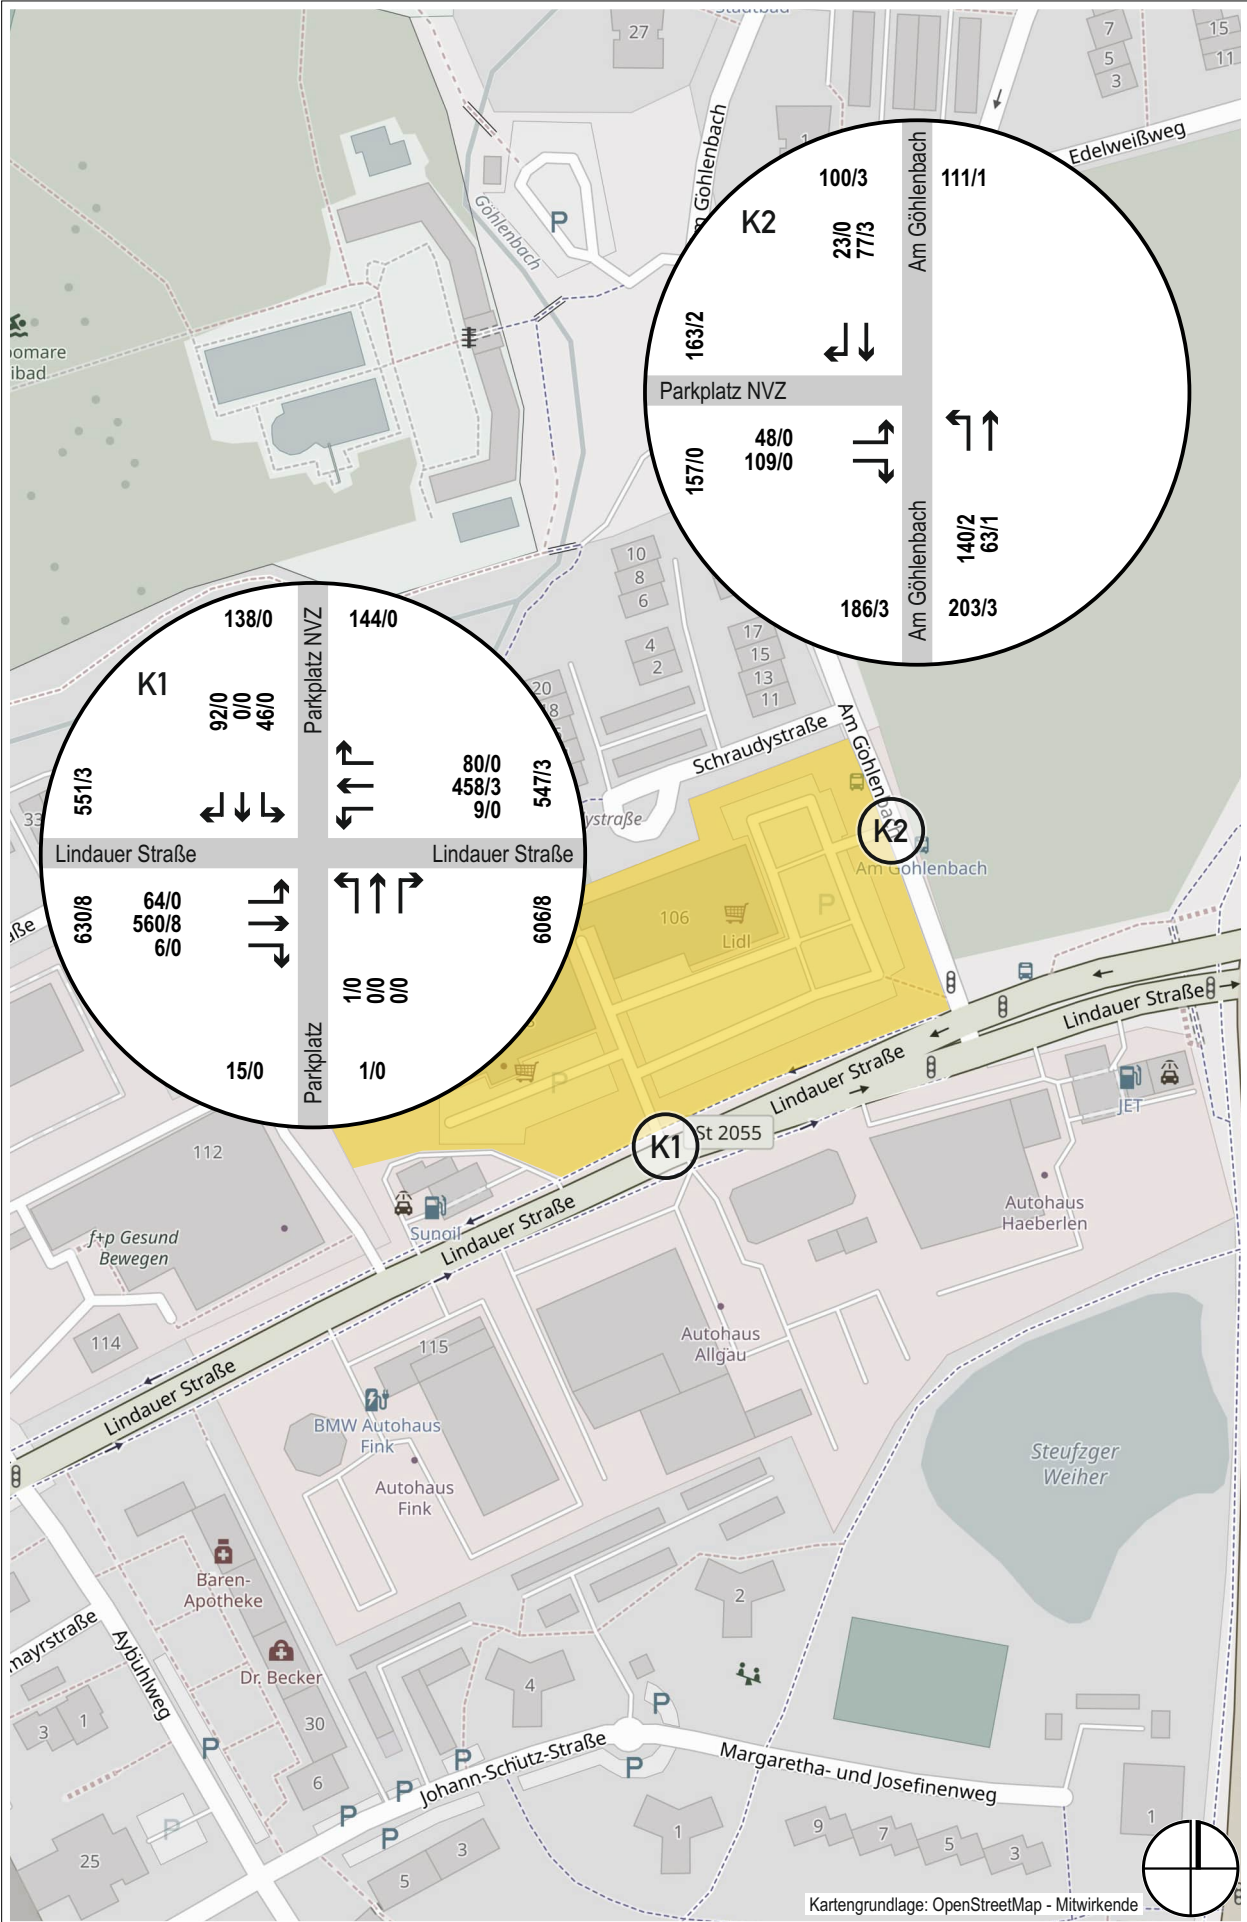 Stadtbad
27
7
5
3
15
11
1
Edelweißweg
Am Göhlenbach
Göhlenbach
P
K2
100/3
111/1
23/0
77/3
Am Göhlenbach
163/2
Parkplatz NVZ
157/0
48/0
109/0
140/2
63/1
Am Göhlenbach
186/3
203/3
bomare
ibad
10
8
6
4
2
17
15
13
11
20
18
K1
138/0
144/0
Parkplatz NVZ
92/0
0/0
46/0
551/3
80/0
458/3
9/0
547/3
Lindauer Straße
Lindauer Straße
630/8
64/0
560/8
6/0
606/8
1/0
0/0
0/0
Parkplatz
15/0
1/0
33
aße
Schraudystraße
ystraße
Am Göhlenbach
K2
Am Göhlenbach
106
Lidl
P
P
Lindauer Straße
Lindauer Straße
K1
St 2055
JET
112
f+p Gesund
Bewegen
Sunoil
Lindauer Straße
Autohaus
Haeberlen
114
115
Autohaus
Allgäu
Lindauer Straße
BMW Autohaus
Fink
Autohaus
Fink
Steufzger
Weiher
Bären-
Apotheke
mayrstraße
Aybühlweg
Dr. Becker
2
4
3
1
30
6
P
P
P
P
P
P
P
P
Johann-Schütz-Straße
Margaretha- und Josefinenweg
25
5
3
1
9
7
5
3
1
Kartengrundlage: OpenStreetMap - Mitwirkende